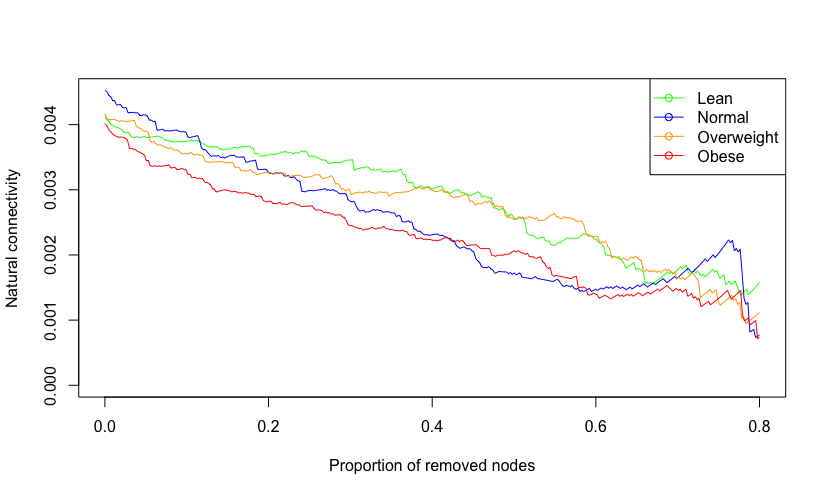 Lean
Normal
Overweight
Obese
Natural connectivity
0.004
0.003
0.002
0.001
0.000
0.0 0.2 0.4 0.6 0.8
Proportion of removed nodes